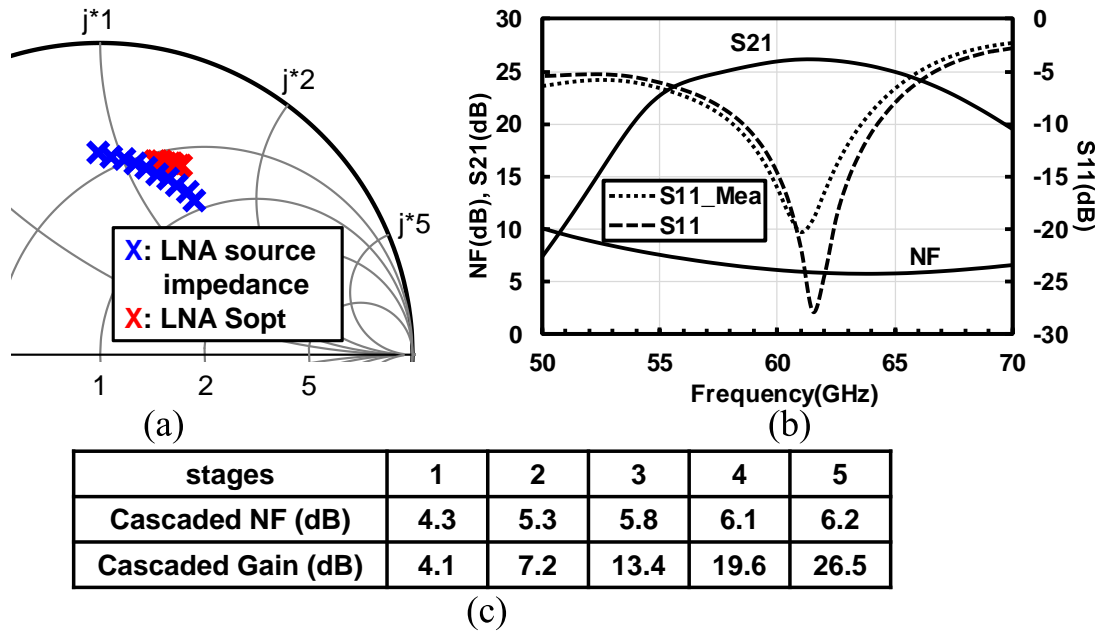 j*1
j*2
j*5
X: LNA source
impedance
X: LNA Sopt
1
2
5
(a)
30
25
20
15
10
5
0
NF(dB), S21(dB)
S21
S11_Mea
S11
NF
0
-5
-10
-15
-20
-25
-30
S11(dB)
50
55
60
65
70
Frequency(GHz)
(b)
stages 1 2 3 4 5
Cascaded NF (dB) 4.3 5.3 5.8 6.1 6.2
Cascaded Gain (dB) 4.1 7.2 13.4 19.6 26.5
(c)